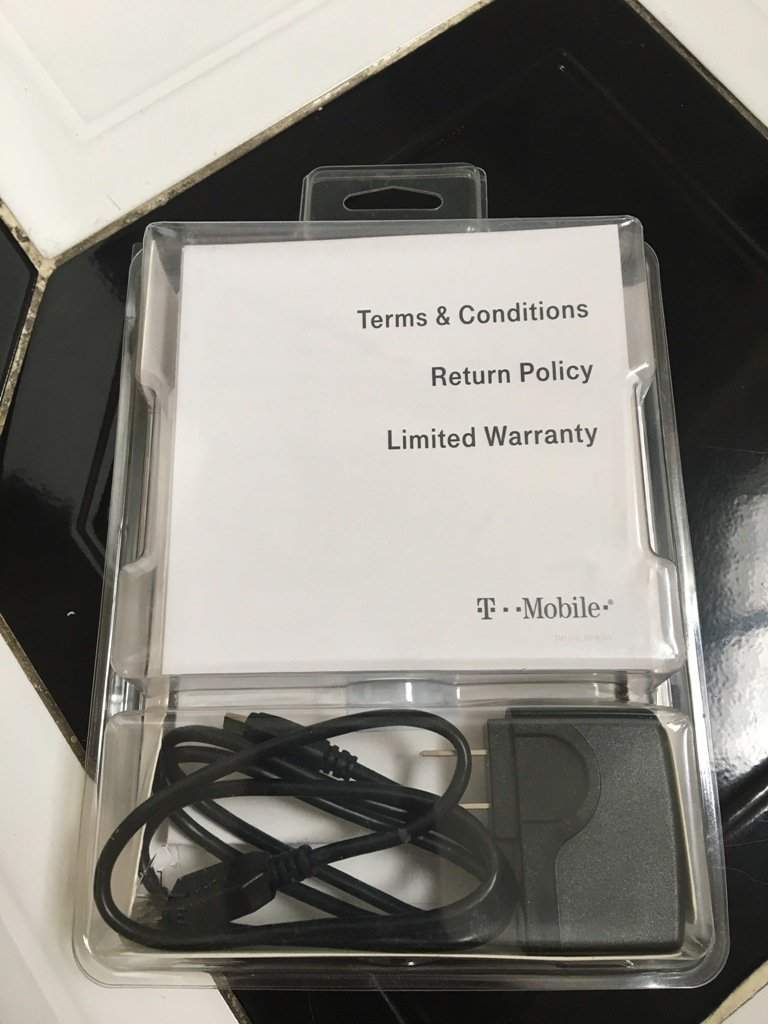 Terms & Conditions
Return Policy
Limited Warranty
T··Mobile·®